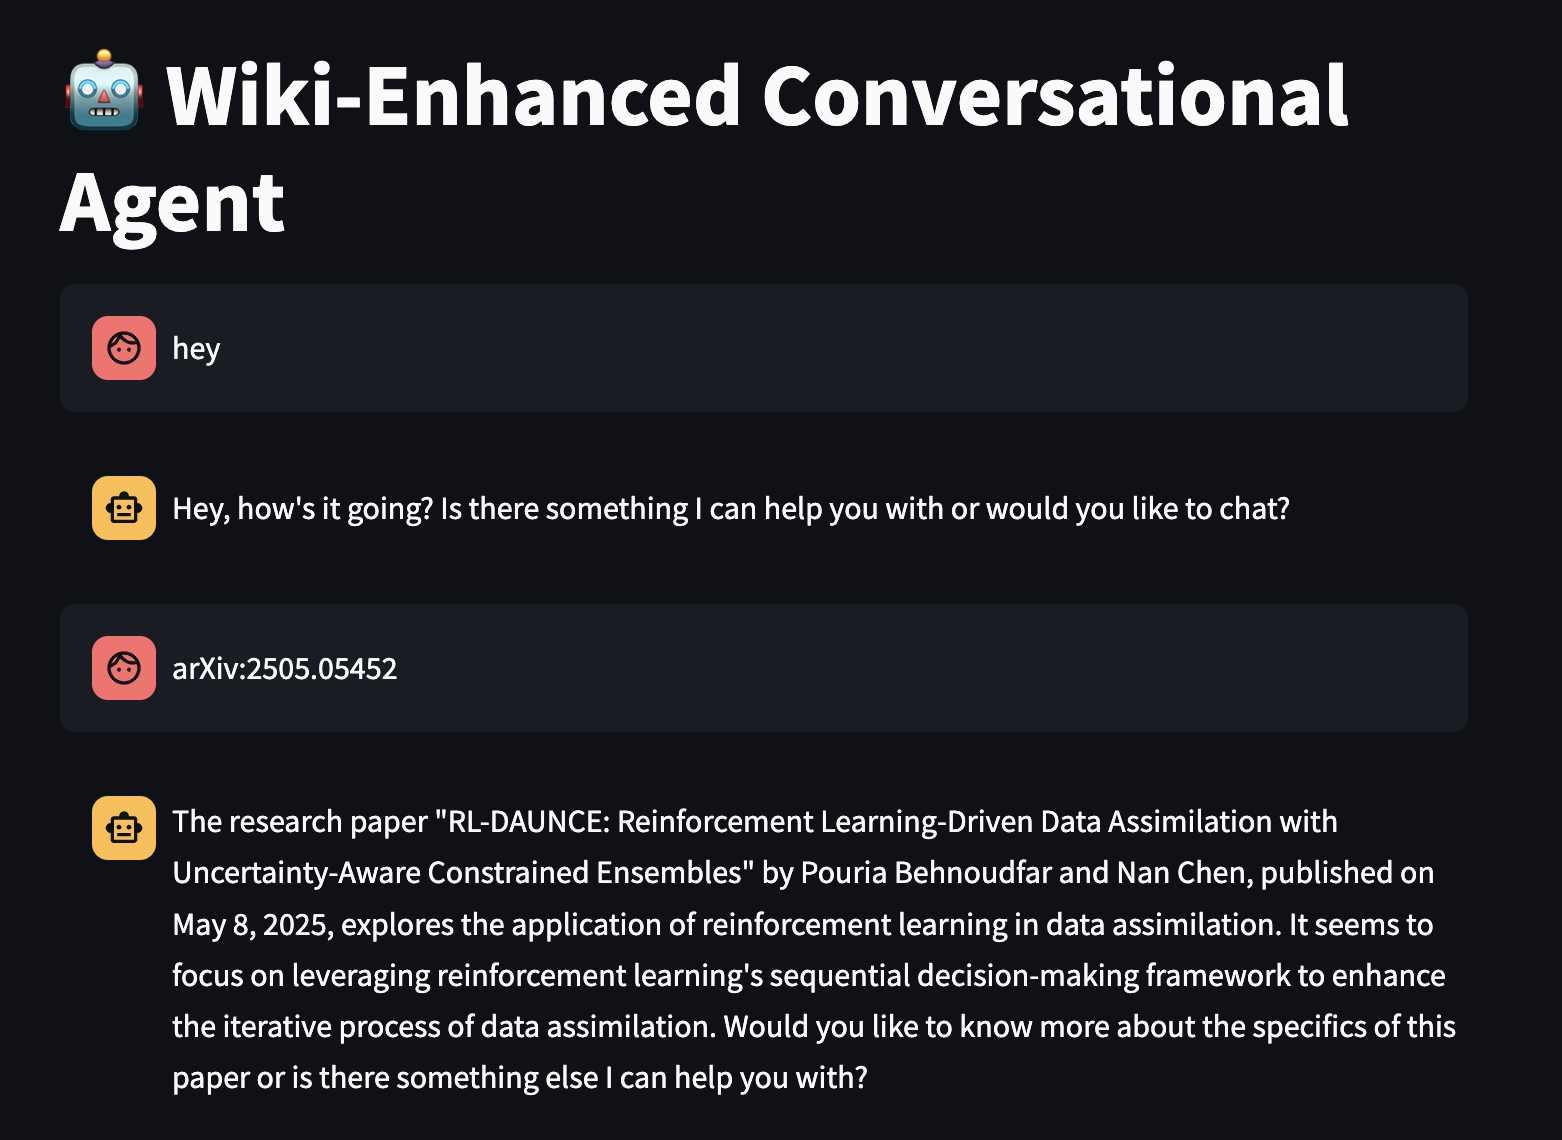 Wiki-Enhanced Conversational
Agent
hey
Hey, how's it going? Is there something I can help you with or would you like to chat?
arXiv:2505.05452
The research paper "RL-DAUNCE: Reinforcement Learning-Driven Data Assimilation with
Uncertainty-Aware Constrained Ensembles" by Pouria Behnoudfar and Nan Chen, published on
May 8, 2025, explores the application of reinforcement learning in data assimilation. It seems to
focus on leveraging reinforcement learning's sequential decision-making framework to enhance
the iterative process of data assimilation. Would you like to know more about the specifics of this
paper or is there something else I can help you with?